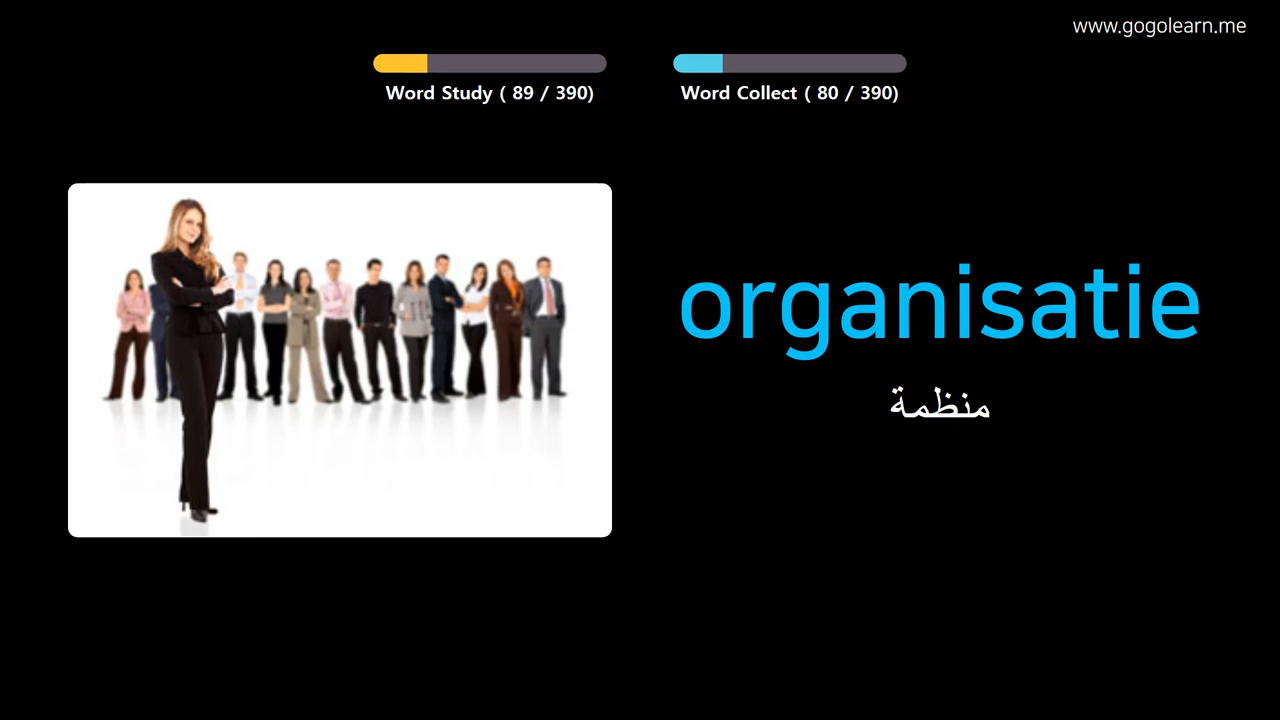 www.gogolearn.me
Word Study ( 89 / 390)
Word Collect ( 80 / 390)
organisatie
منظمة